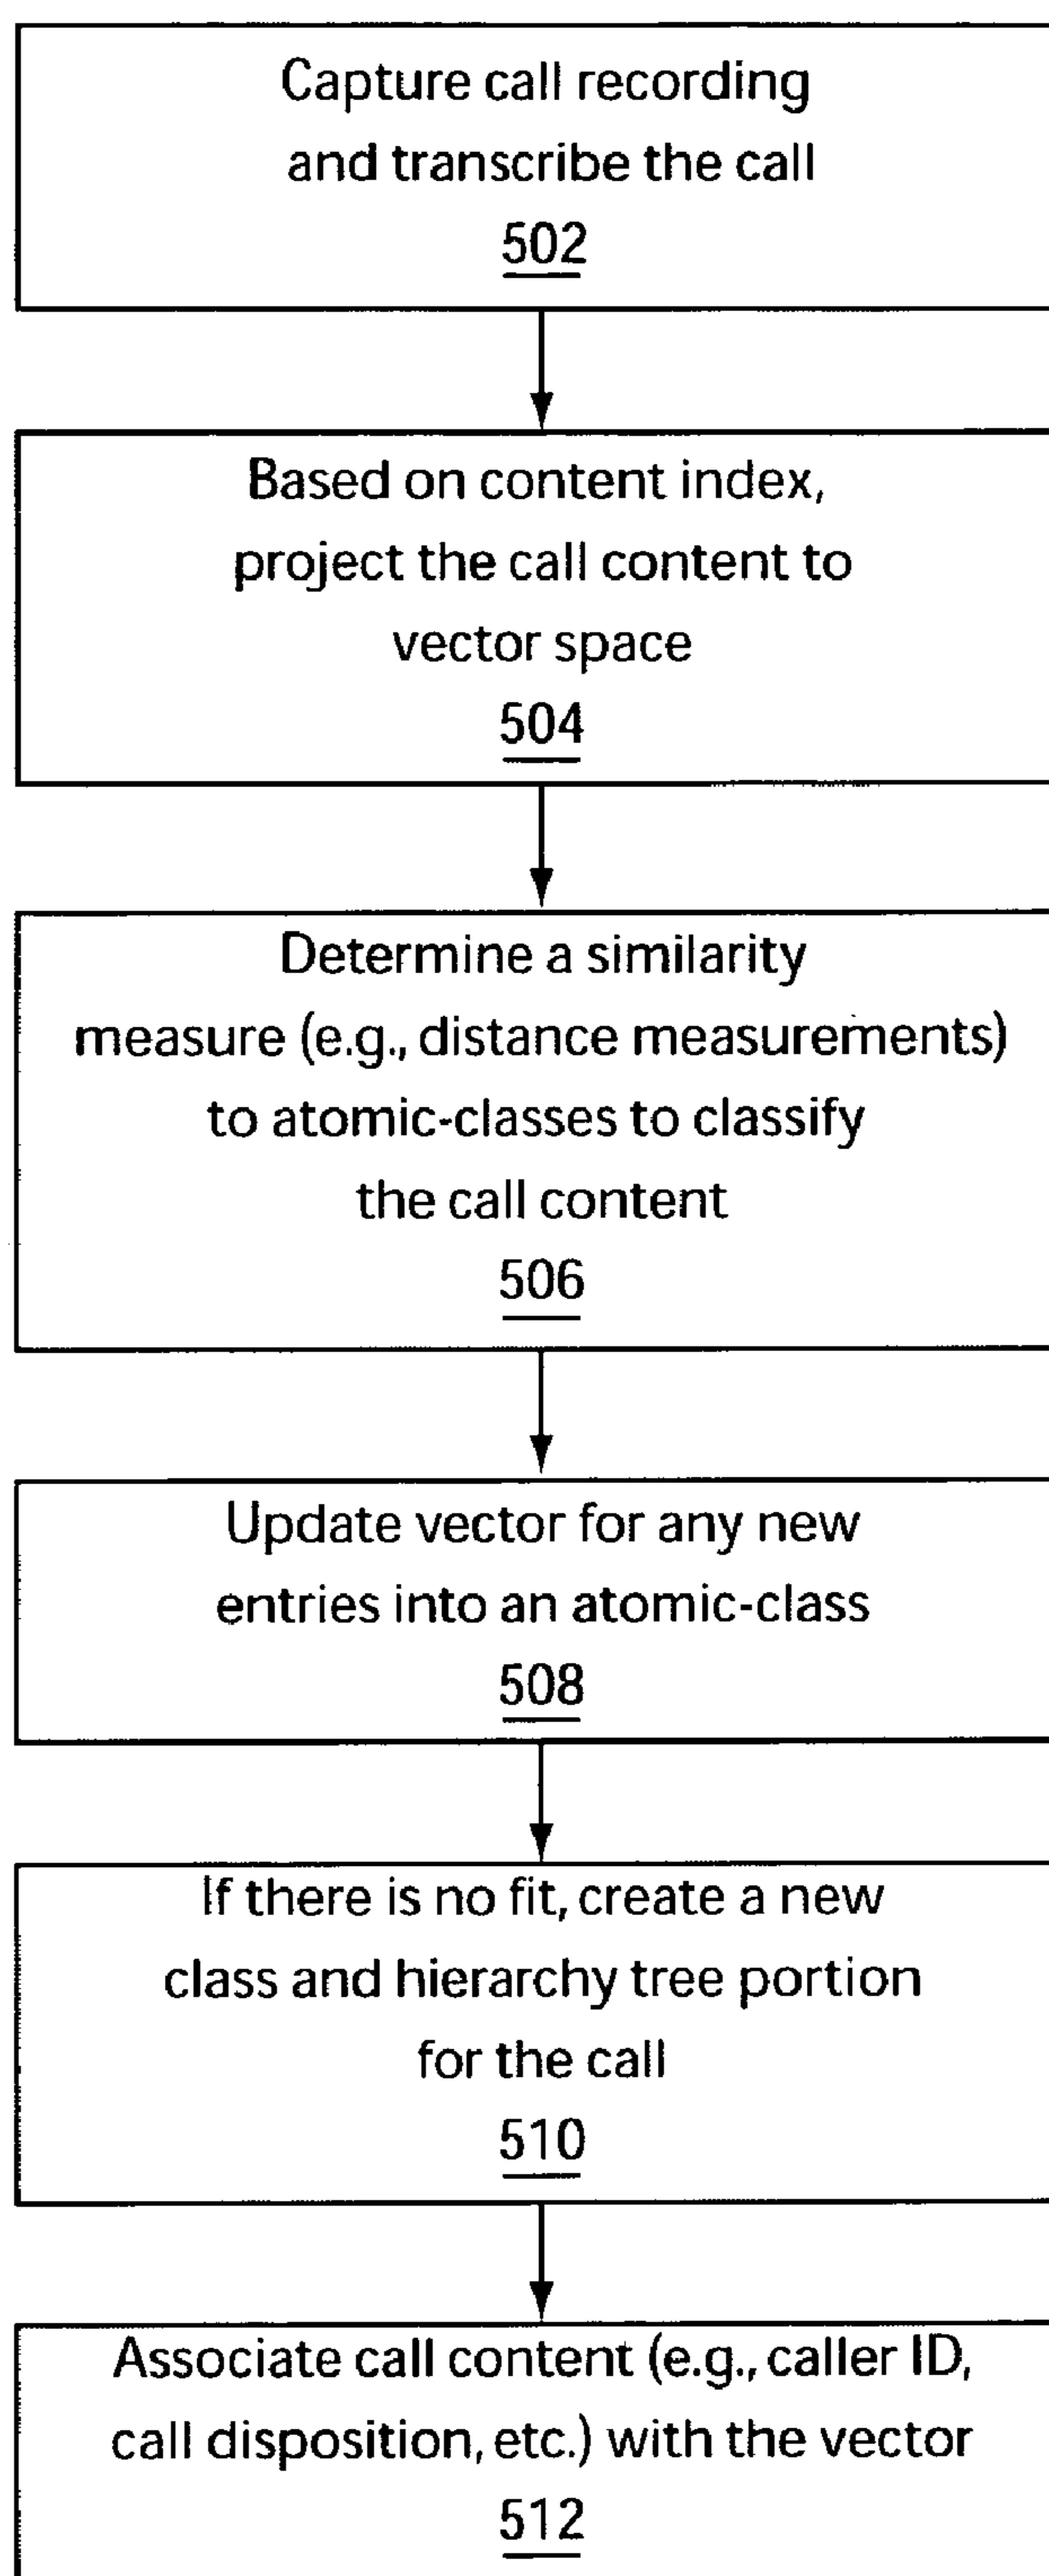 Capture call recording
and transcribe the call
502
Based on content index,
project the call content to
vector space
504
Determine a similarity
measure (e.g., distance measurements)
to atomic-classes to classify
the call content
506
Update vector for any new
entries into an atomic-class
508
If there is no fit, create a new
class and hierarchy tree portion
for the call
510
Associate call content (e.g., caller ID,
call disposition, etc.) with the vector
512